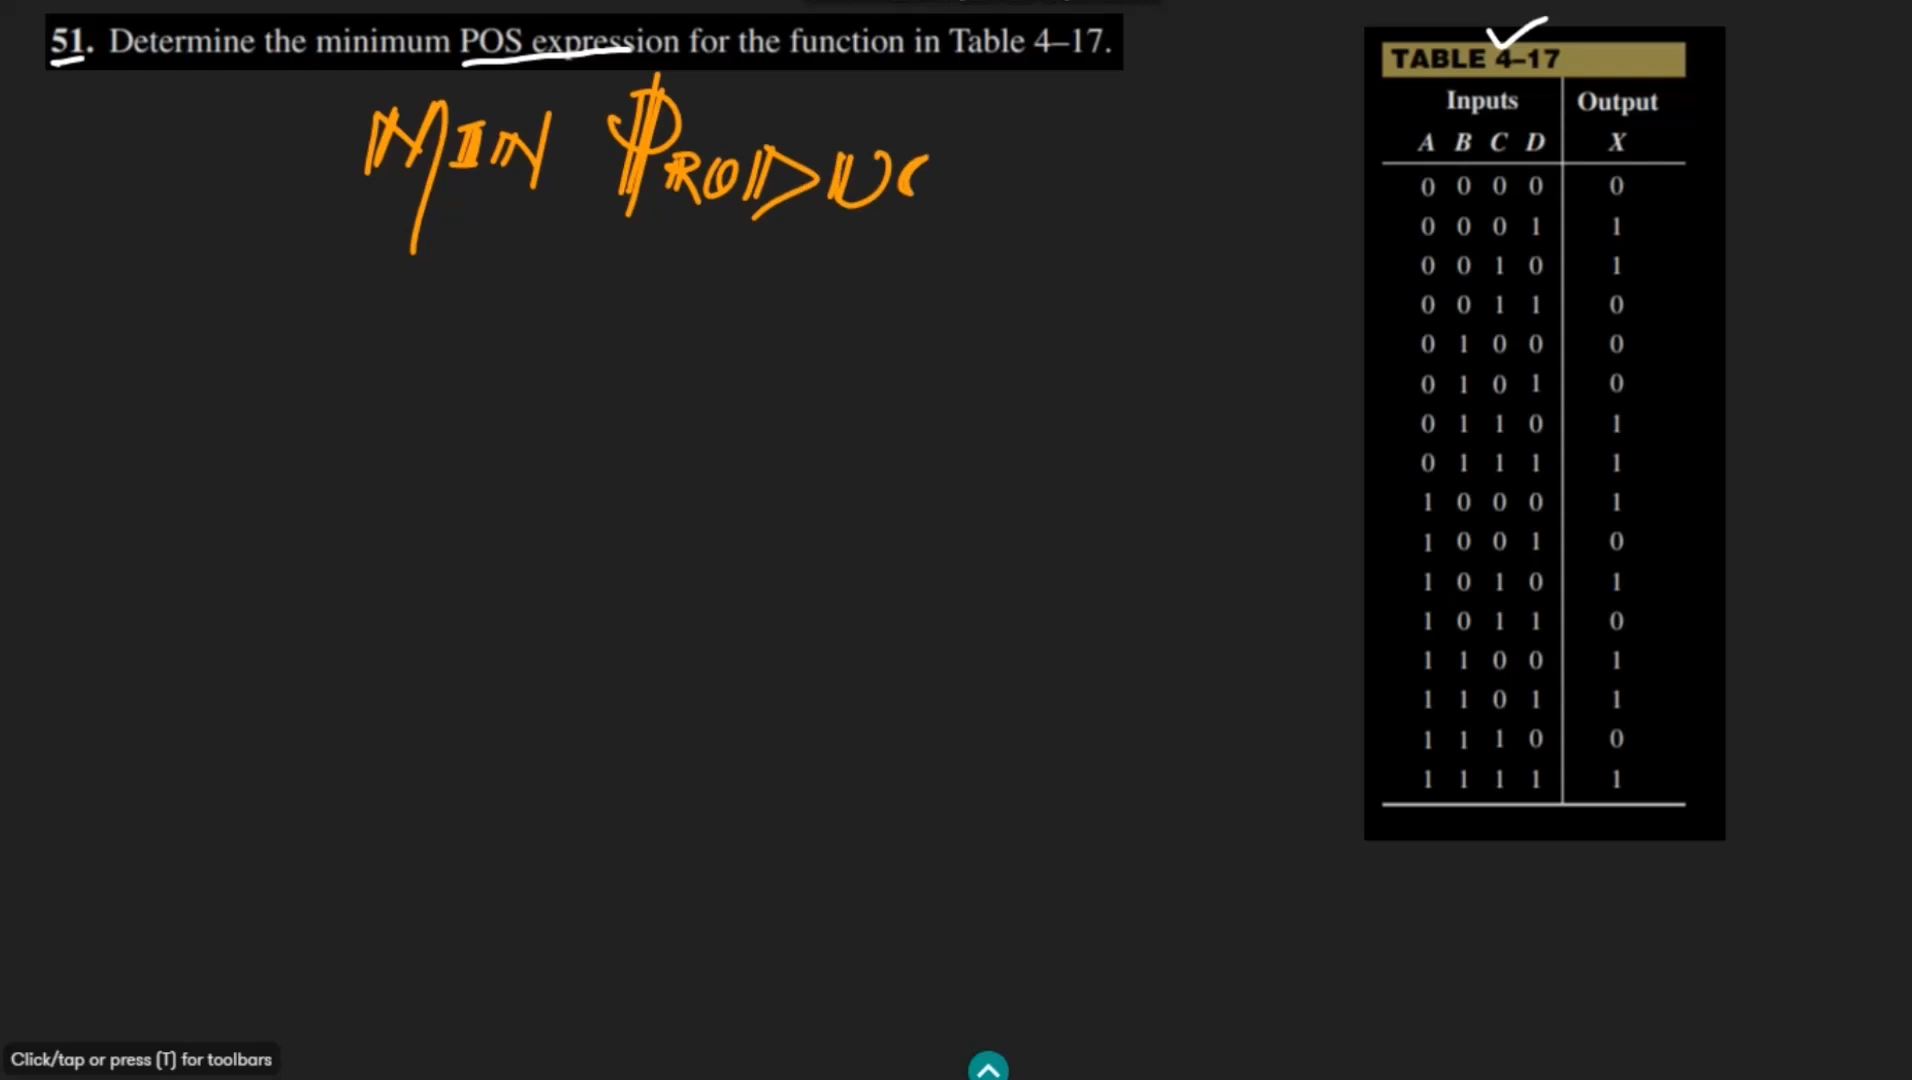 51. Determine the minimum POS expression for the function in Table 4–17.
MIN PRODUC
TABLE 4–17
Inputs Output
A B C D X
0 0 0 0 0
0 0 0 1 1
0 0 1 0 1
0 0 1 1 0
0 1 0 0 0
0 1 0 1 0
0 1 1 0 1
0 1 1 1 1
1 0 0 0 1
1 0 0 1 0
1 0 1 0 1
1 0 1 1 0
1 1 0 0 1
1 1 0 1 1
1 1 1 0 0
1 1 1 1 1
Click/tap or press (T) for toolbars